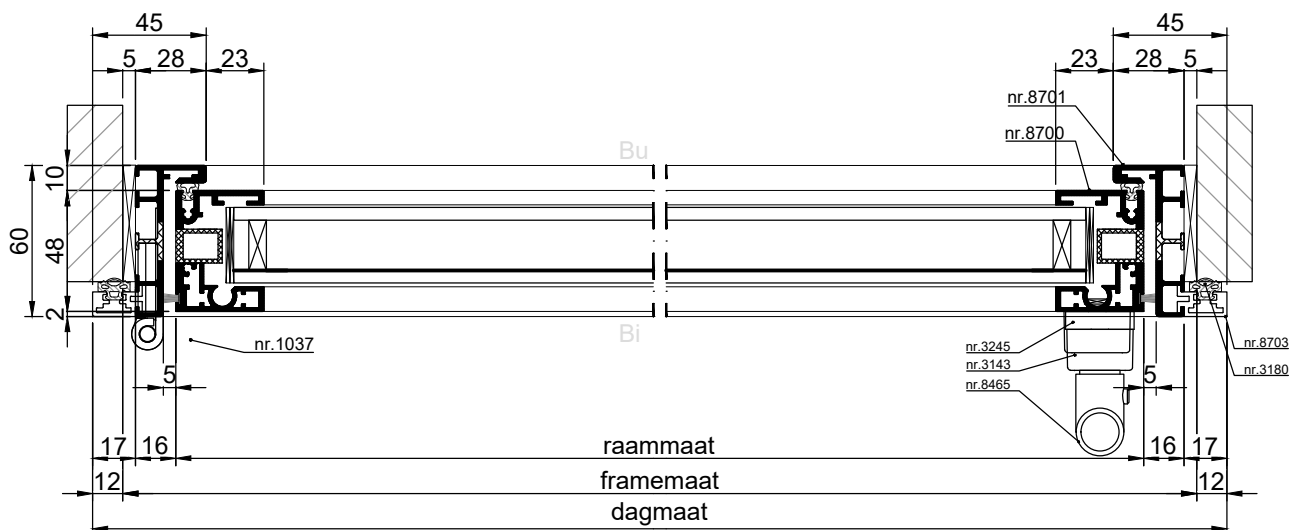 45 45
5 28 23 23 28 5
nr.8701
nr.8700
Bu
10
60 48
2
Bi
nr.1037
nr.3245
nr.3143
nr.8465
nr.8703
nr.3180
5 5
17 16 raammaat 16 17
12 framemaat 12
dagmaat